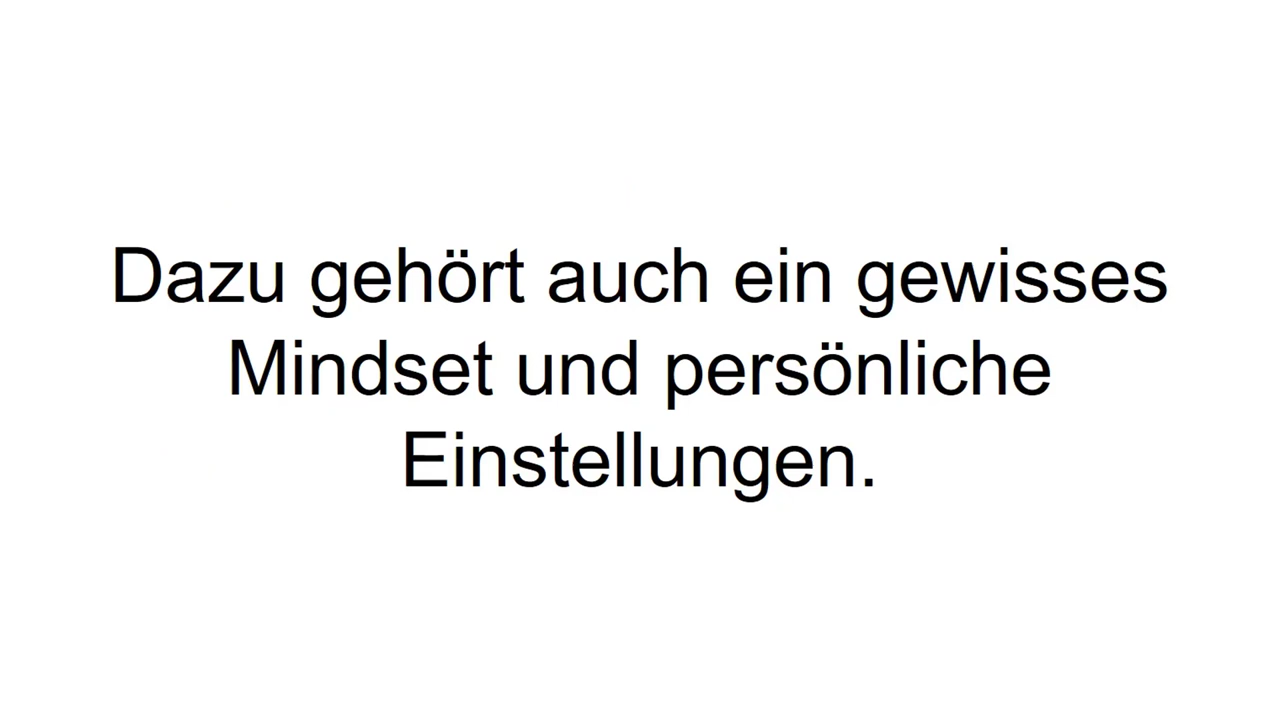 Dazu gehört auch ein gewisses
Mindset und persönliche
Einstellungen.